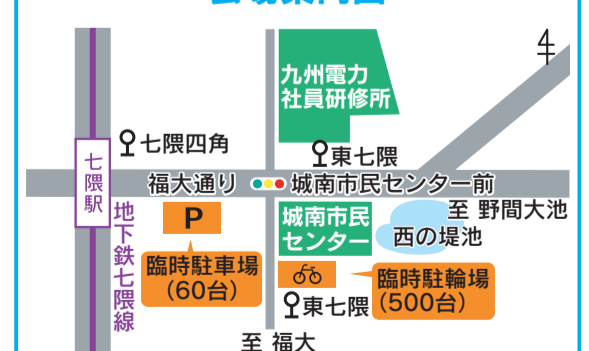 九州電力
社員研修所
七隈四角
東七隈
七隈駅
福大通り
城南市民センター前
P
地下鉄七隈線
城南市民
センター
至 野間大池
西の堤池
臨時駐車場
(60台)
臨時駐輪場
(500台)
東七隈
至 福大